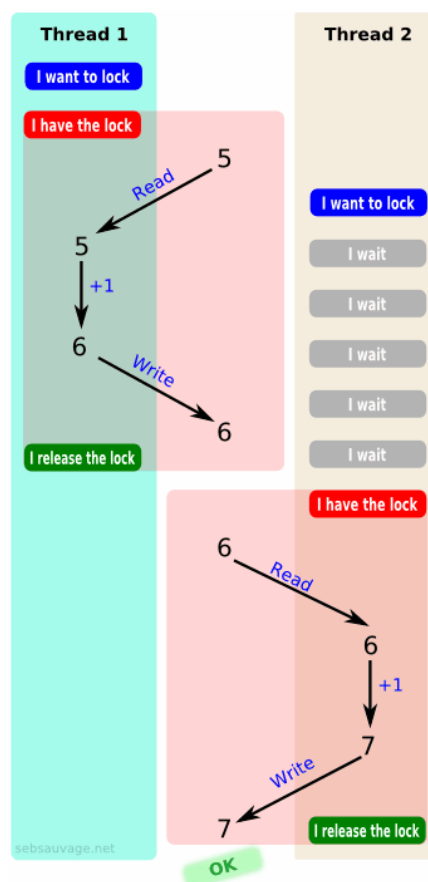 Thread 1
Thread 2
I want to lock
I have the lock
5
Read
I want to lock
5
I wait
+1
I wait
6
I wait
Write
I wait
6
I release the lock
I wait
I have the lock
6
Read
6
+1
7
Write
7
I release the lock
sebsauvage.net
OK